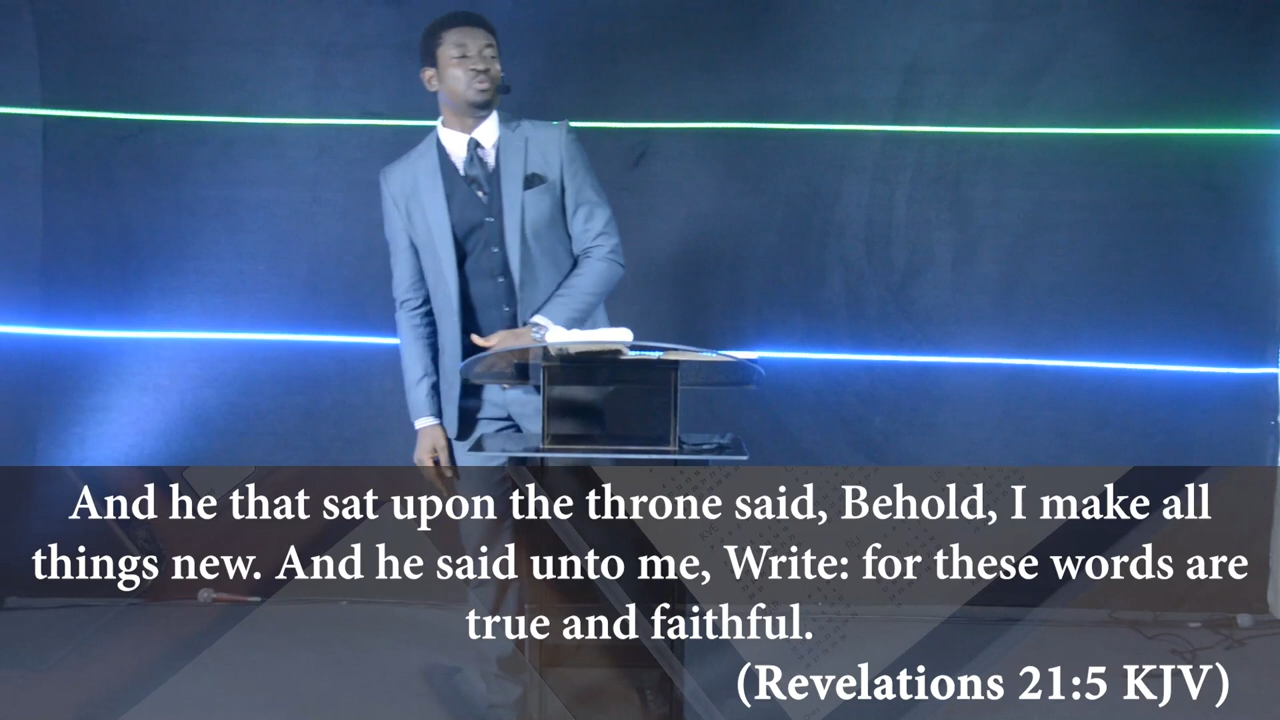 And he that sat upon the throne said, Behold, I make all
things new. And he said unto me, Write: for these words are
true and faithful.
(Revelations 21:5 KJV)